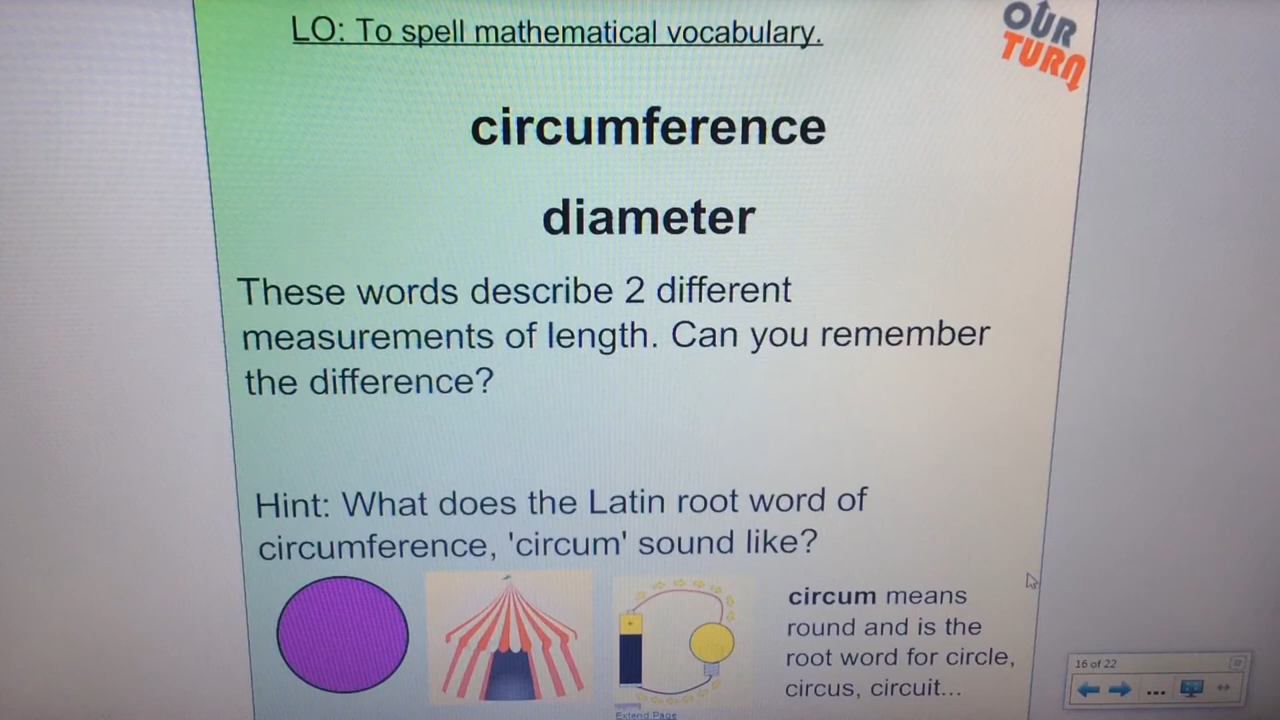 LO: To spell mathematical vocabulary.
OUR
TURN
circumference
diameter
These words describe 2 different
measurements of length. Can you remember
the difference?
Hint: What does the Latin root word of
circumference, 'circum' sound like?
circum means
round and is the
root word for circle,
circus, circuit...
+
Extend Page
16 of 22
...